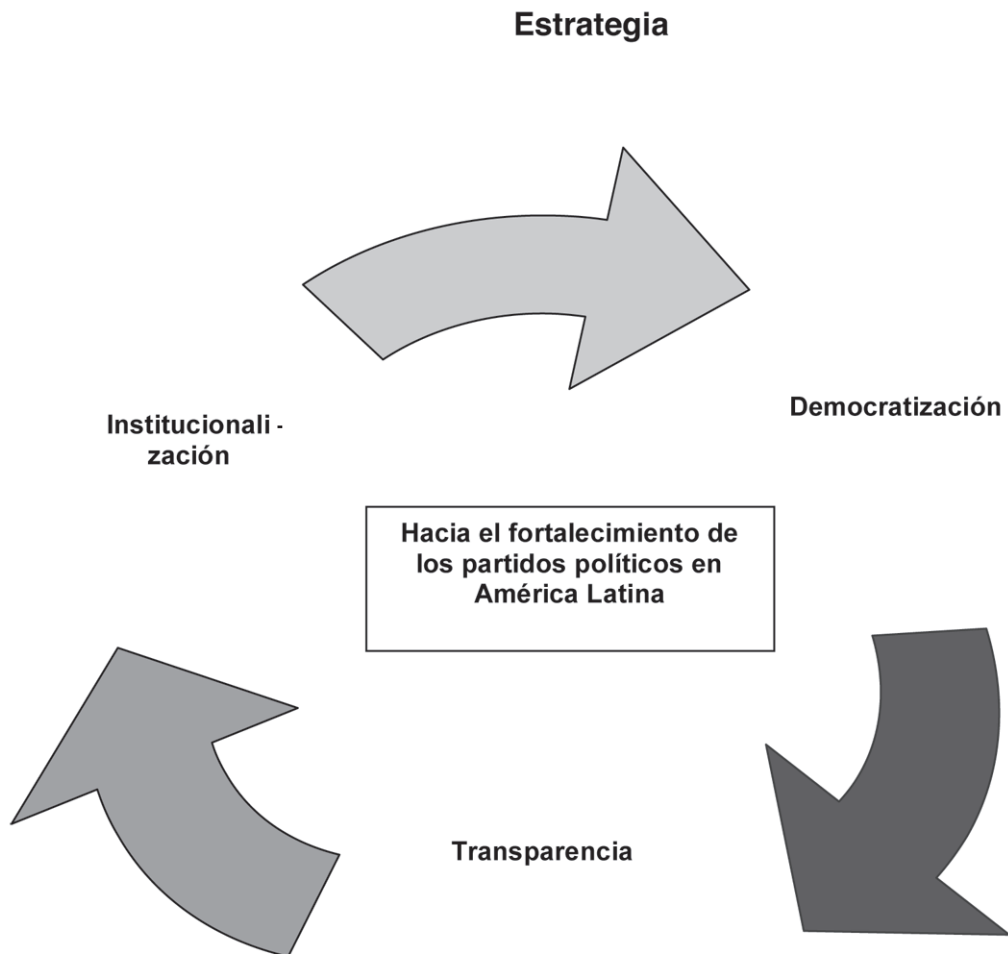 Estrategia
Institucionali -
zación
Democratización
Hacia el fortalecimiento de
los partidos políticos en
América Latina
Transparencia